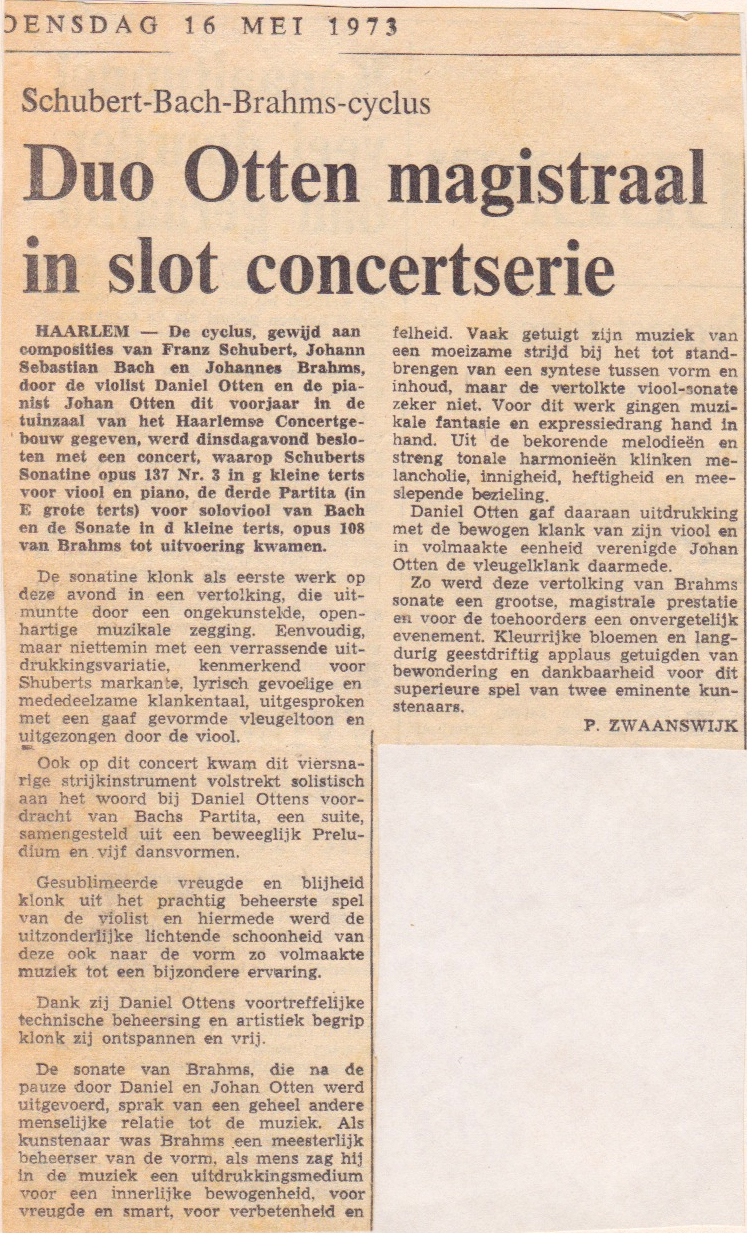 OENSDAG 16 MEI 1973
Schubert-Bach-Brahms-cyclus
Duo Otten magistraal
in slot concertserie
HAARLEM — De cyclus, gewijd aan
composities van Franz Schubert, Johann
Sebastian Bach en Johannes Brahms,
door de violist Daniel Otten en de pia-
nist Johan Otten dit voorjaar in de
tuinzaal van het Haarlemse Concertge-
bouw gegeven, werd dinsdagavond beslo-
ten met een concert, waarop Schuberts
Sonatine opus 137 Nr. 3 in g kleine terts
voor viool en piano, de derde Partita (in
E grote terts) voor soloviool van Bach
en de Sonate in d kleine terts, opus 108
van Brahms tot uitvoering kwamen.
De sonatine klonk als eerste werk op
deze avond in een vertolking, die uit-
muntte door een ongekunstelde, open-
hartige muzikale zegging. Eenvoudig,
maar niettemin met een verrassende uit-
drukkingsvariatie, kenmerkend voor
Shuberts markante, lyrisch gevoelige en
mededeelzame klankentaal, uitgesproken
met een gaaf gevormde vleugeltoon en
uitgezongen door de viool.
Ook op dit concert kwam dit viersna-
rige strijkinstrument volstrekt solistisch
aan het woord bij Daniel Ottens voor-
dracht van Bachs Partita, een suite,
samengesteld uit een beweeglijk Prelu-
dium en vijf dansvormen.
Gesublimeerde vreugde en blijheid
klonk uit het prachtig beheerste spel
van de violist en hiermede werd de
uitzonderlijke lichtende schoonheid van
deze ook naar de vorm zo volmaakte
muziek tot een bijzondere ervaring.
Dank zij Daniel Ottens voortreffelijke
technische beheersing en artistiek begrip
klonk zij ontspannen en vrij.
De sonate van Brahms, die na de
pauze door Daniel en Johan Otten werd
uitgevoerd, sprak van een geheel andere
menselijke relatie tot de muziek. Als
kunstenaar was Brahms een meesterlijk
beheerser van de vorm, als mens zag hij
in de muziek een uitdrukkingsmedium
voor een innerlijke bewogenheid, voor
vreugde en smart, voor verbetenheid en
felheid. Vaak getuigt zijn muziek van
een moeizame strijd bij het tot stand-
brengen van een syntese tussen vorm en
inhoud, maar de vertolkte viool-sonate
zeker niet. Voor dit werk gingen muzi-
kale fantasie en expressiedrang hand in
hand. Uit de bekorende melodieën en
streng tonale harmonieën klinken me-
lancholie, innigheid, heftigheid en mee-
slepende bezieling.
Daniel Otten gaf daaraan uitdrukking
met de bewogen klank van zijn viool en
in volmaakte eenheid verenigde Johan
Otten de vleugelklank daarmede.
Zo werd deze vertolking van Brahms
sonate een grootse, magistrale prestatie
en voor de toehoorders een onvergetelijk
evenement. Kleurrijke bloemen en lang-
durig geestdriftig applaus getuigden van
bewondering en dankbaarheid voor dit
superieure spel van twee eminente kun-
stenaars.
P. ZWAANSWIJK